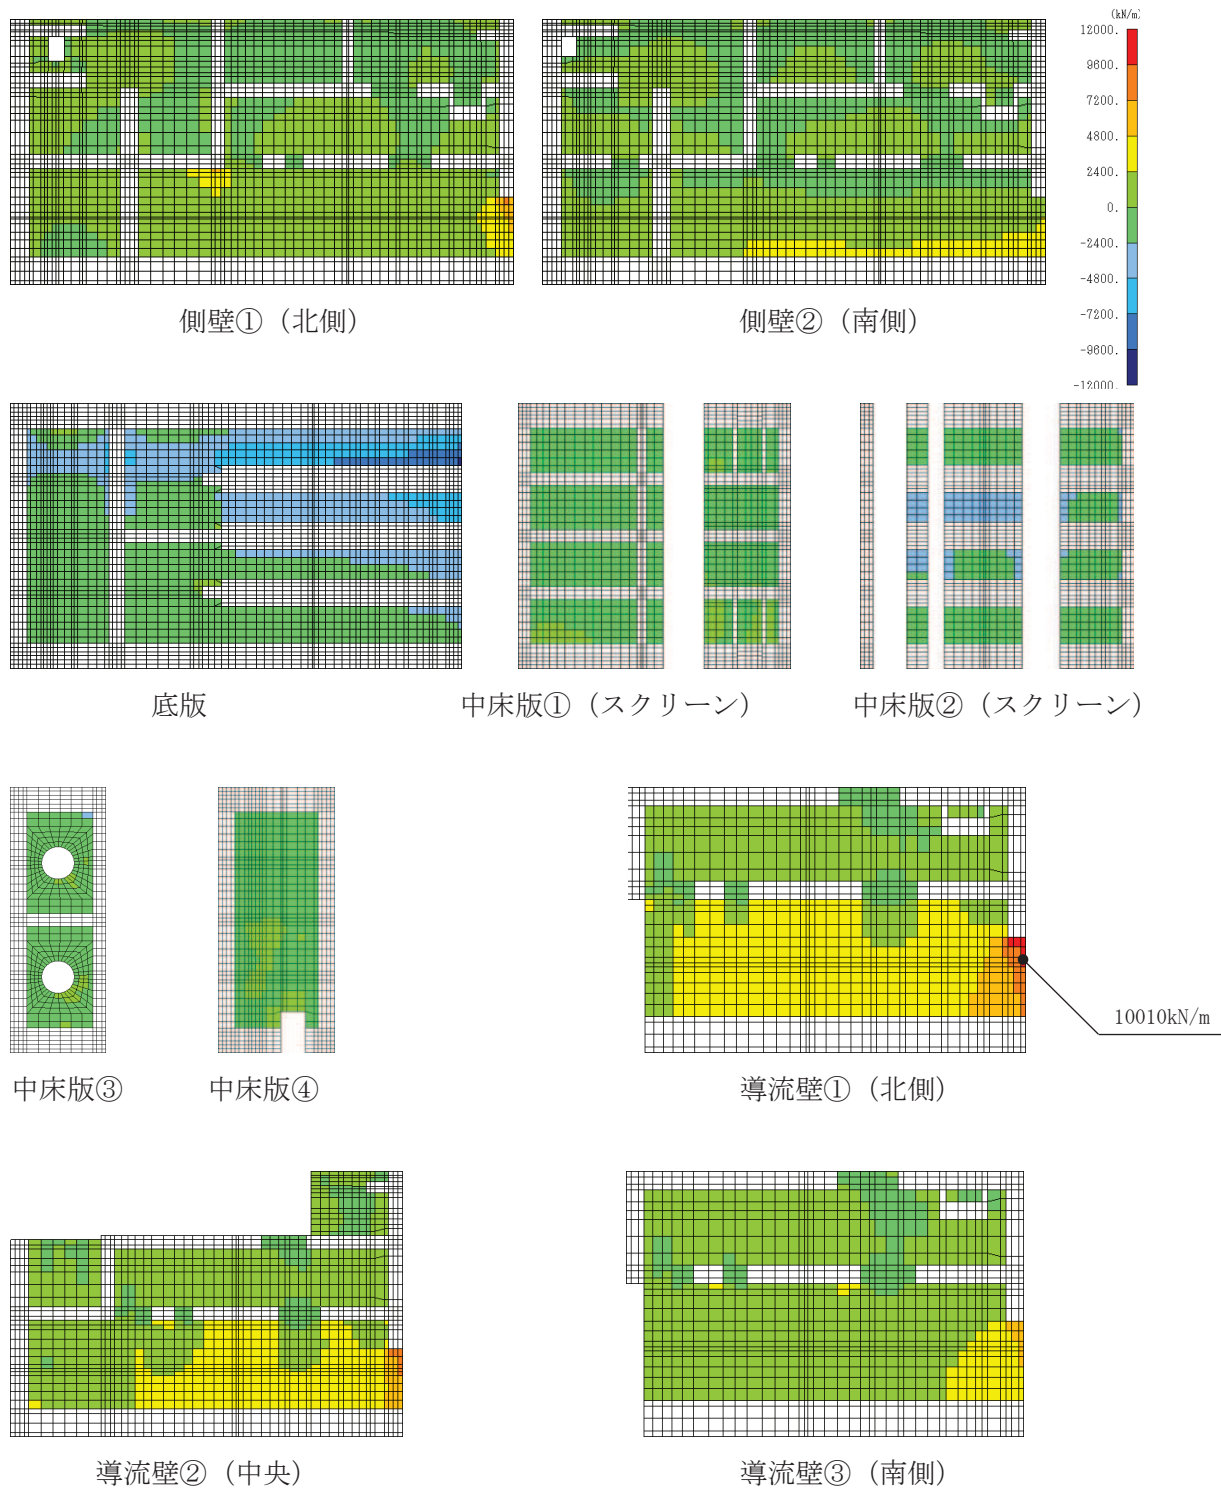 (kN/m)
12000.
9600.
7200.
4800.
2400.
0.
-2400.
-4800.
-7200.
-9600.
-12000.
側壁①（北側）
側壁②（南側）
底版
中床版①（スクリーン）
中床版②（スクリーン）
10010kN/m
中床版③
中床版④
導流壁①（北側）
導流壁②（中央）
導流壁③（南側）